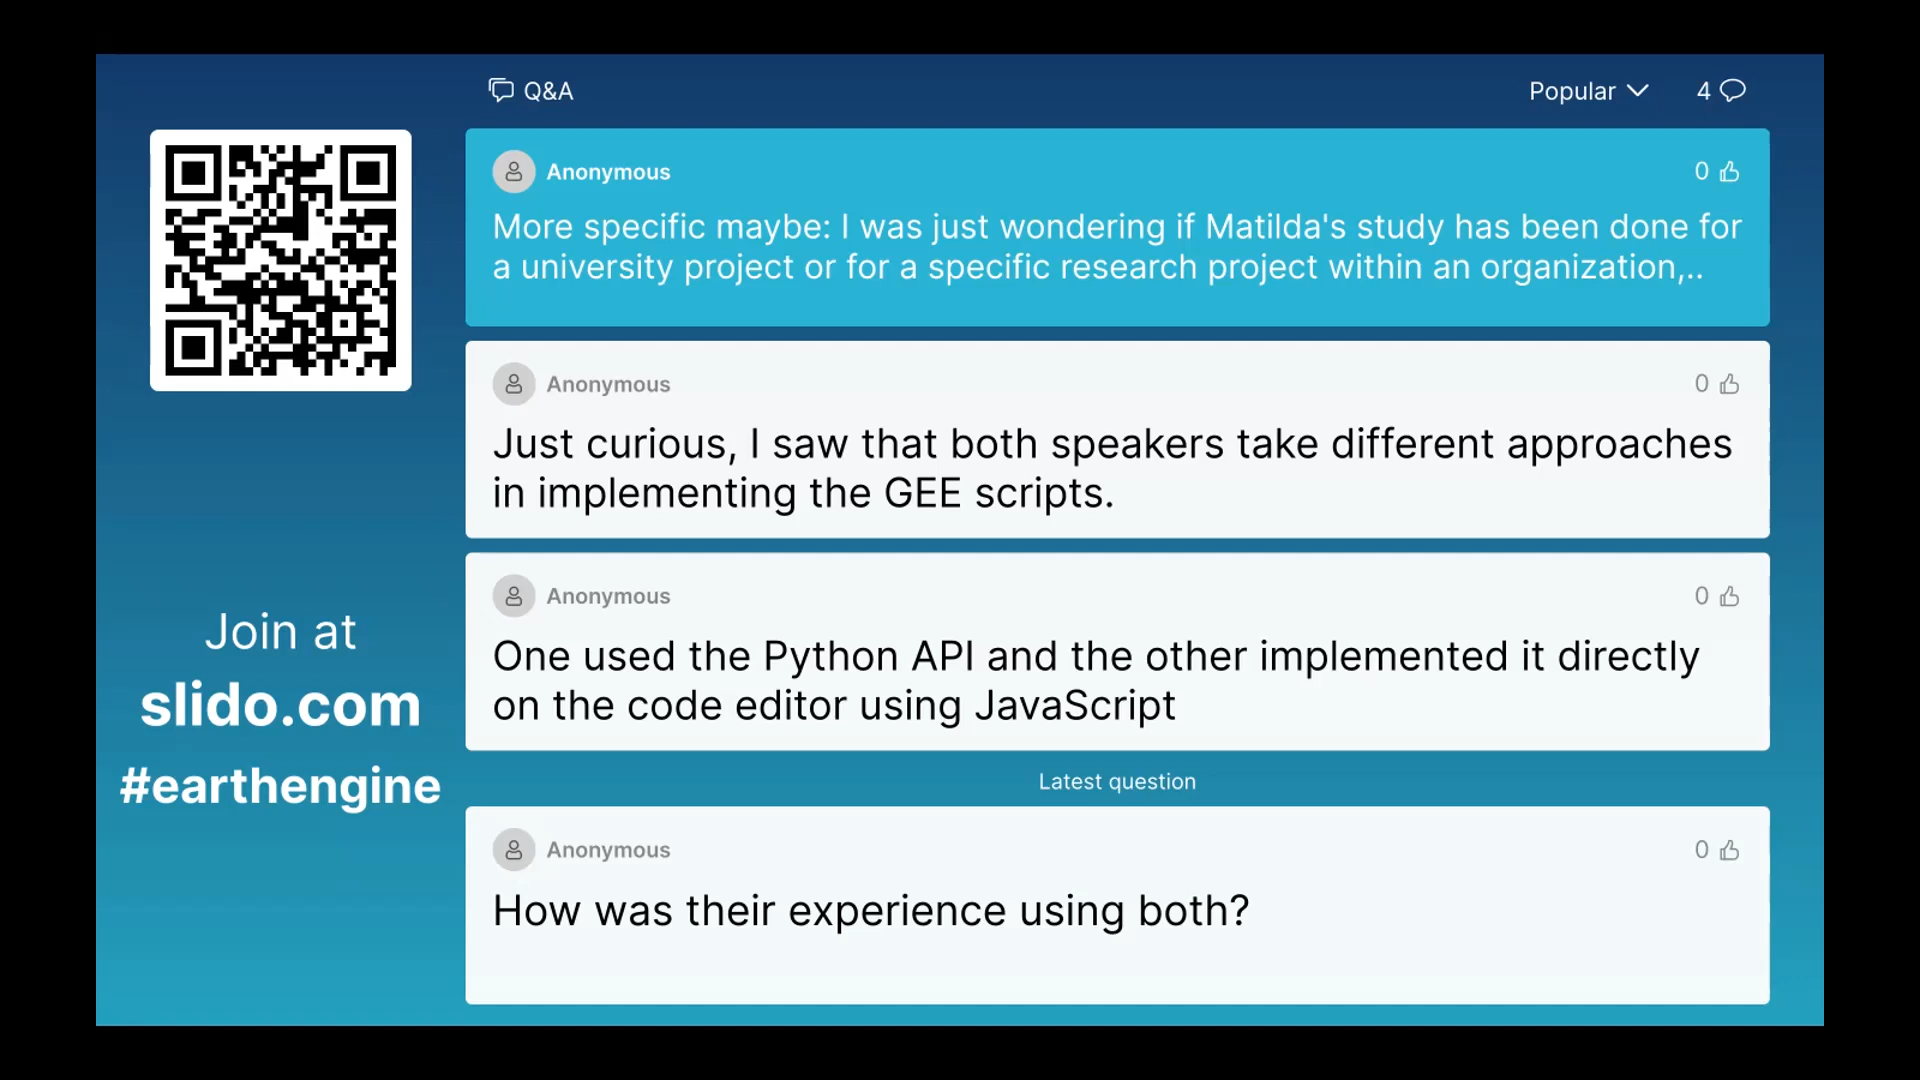 Q&A
Popular
4
Anonymous
0
More specific maybe: I was just wondering if Matilda's study has been done for
a university project or for a specific research project within an organization,..
Anonymous
0
Just curious, I saw that both speakers take different approaches
in implementing the GEE scripts.
Anonymous
0
One used the Python API and the other implemented it directly
on the code editor using JavaScript
Latest question
Anonymous
0
How was their experience using both?
Join at
slido.com
#earthengine